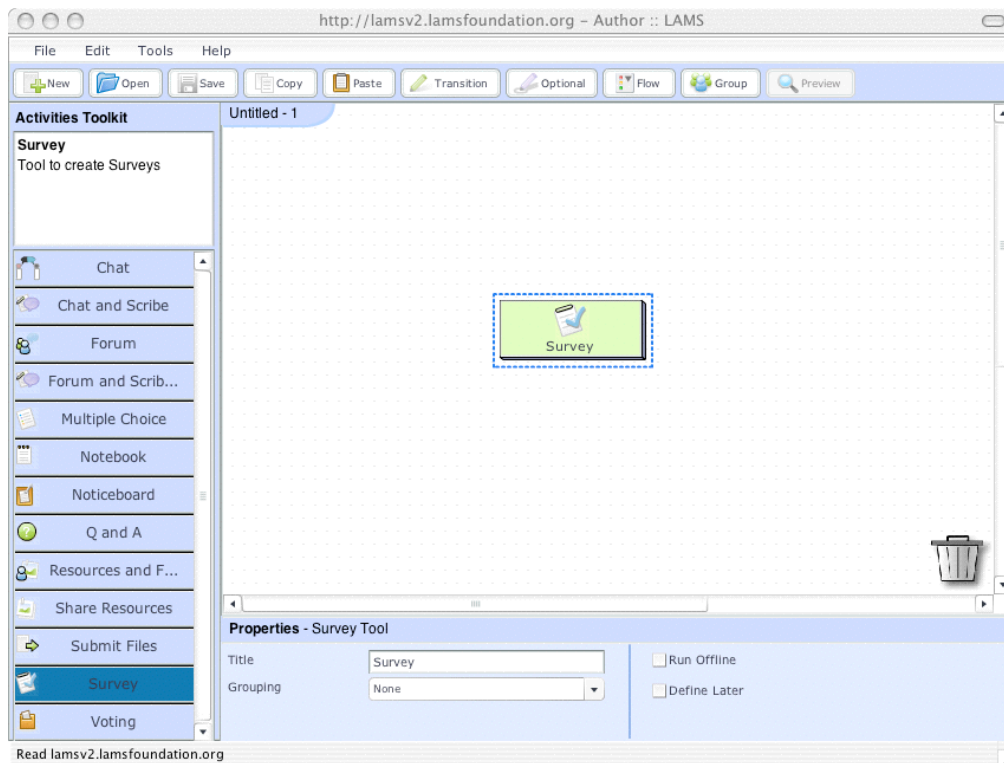 http://lamsv2.lamsfoundation.org – Author :: LAMS
File Edit Tools Help
New Open Save Copy Paste Transition Optional Flow Group Preview
Activities Toolkit
Untitled - 1
Survey
Tool to create Surveys
Chat
Chat and Scribe
Forum
Forum and Scrib...
Multiple Choice
Notebook
Noticeboard
Q and A
Resources and F...
Share Resources
Submit Files
Survey
Voting
Survey
Properties - Survey Tool
Title Survey Run Offline
Grouping None Define Later
Read lamsv2.lamsfoundation.org